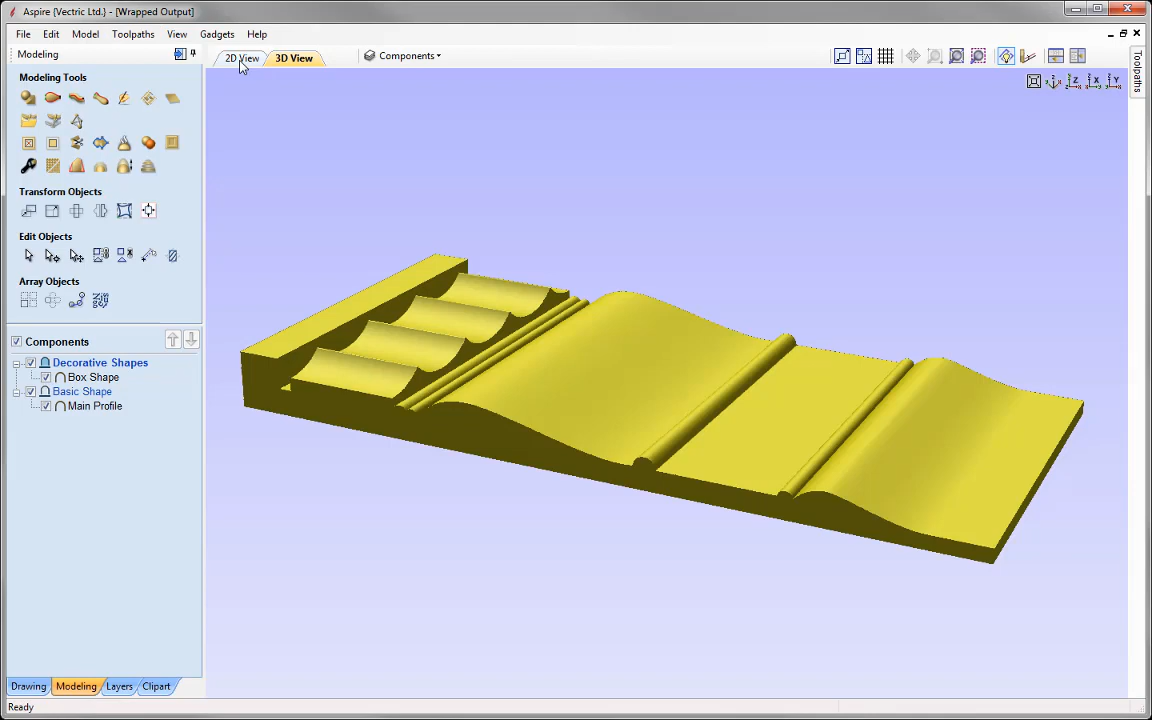 Aspire {Vectric Ltd.} - [Wrapped Output]
File Edit Model Toolpaths View Gadgets Help
Modeling
2D View 3D View Components
Toolpaths
Modeling Tools
Z X Y
Transform Objects
Edit Objects
Array Objects
Components
Decorative Shapes
Box Shape
Basic Shape
Main Profile
Drawing Modeling Layers Clipart
Ready